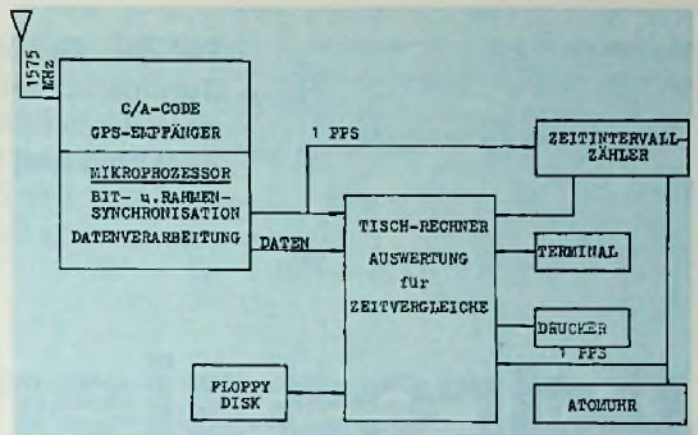 1575
MHz
C/A-CODE
GPS-EMPFÄNGER
MIKROPROZESSOR
BIT- u.RAHMEN-
SYNCHRONISATION
DATENVERARBEITUNG
DATEN
1 PPS
ZEITINTERVALL-
ZÄHLER
TISCH-RECHNER
AUSWERTUNG
für
ZEITVERGLEICHE
TERMINAL
DRUCKER
1 PPS
FLOPPY
DISK
ATOMUHR